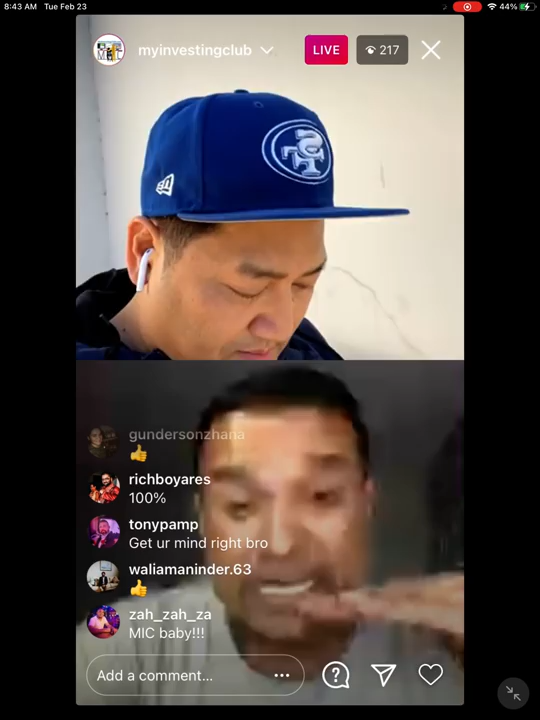 8:43 AM Tue Feb 23
44%
myinvestingclub
LIVE
217
SF
gundersonzhana
👍
richboyares
100%
tonypamp
Get ur mind right bro
waliamaninder.63
👍
zah_zah_za
MIC baby!!!
Add a comment...